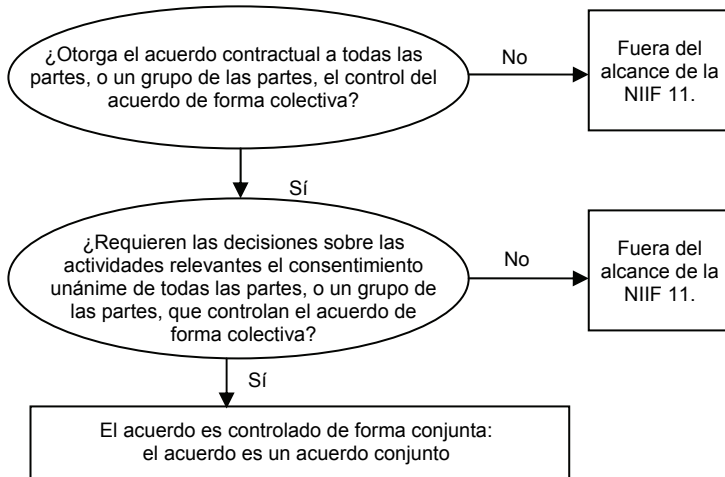 ¿Otorga el acuerdo contractual a todas las
partes, o un grupo de las partes, el control del
acuerdo de forma colectiva?
No
Fuera del
alcance de la
NIIF 11.
Sí
¿Requieren las decisiones sobre las
actividades relevantes el consentimiento
unánime de todas las partes, o un grupo de
las partes, que controlan el acuerdo de
forma colectiva?
No
Fuera del
alcance de la
NIIF 11.
Sí
El acuerdo es controlado de forma conjunta:
el acuerdo es un acuerdo conjunto